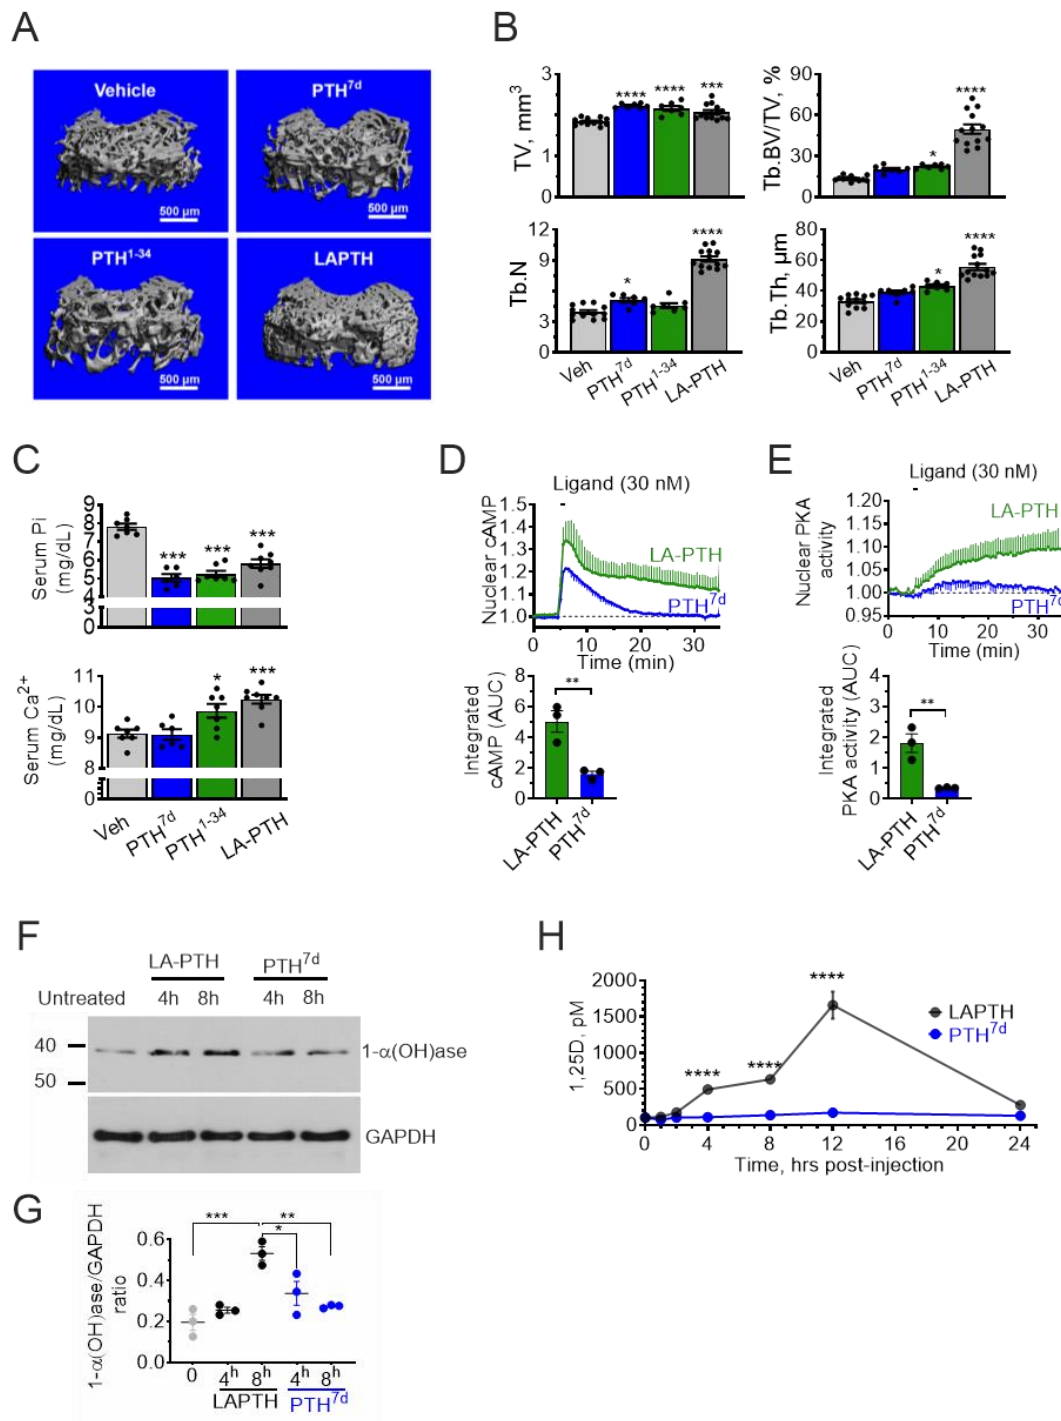 A
B
Vehicle
PTH7d
500 µm
500 µm
PTH1-34
LAPTH
500 µm
500 µm
TV, mm3
3
2
1
0
**** **** ***
Tb.BV/TV, %
90
60
30
0
*
****
Tb.N
12
9
6
3
0
*
****
Tb.Th, µm
80
60
40
20
0
*
****
Veh PTH7d PTH1-34 LA-PTH
Veh PTH7d PTH1-34 LA-PTH
C
Serum Pi
(mg/dL)
9
8
7
6
5
4
3
0
*** *** ***
Serum Ca2+
(mg/dL)
11
10
9
8
0
* ***
Veh PTH7d PTH1-34 LA-PTH
D
Ligand (30 nM)
Nuclear cAMP
1.5
1.4
1.3
1.2
1.1
1.0
LA-PTH
PTH7d
0 10 20 30
Time (min)
Integrated
cAMP (AUC)
8
6
4
2
0
**
LA-PTH PTH7d
E
Ligand (30 nM)
Nuclear PKA
activity
1.20
1.15
1.10
1.05
1.00
0.95
LA-PTH
PTH7d
0 10 20 30
Time (min)
Integrated
PKA activity (AUC)
4
3
2
1
0
**
LA-PTH PTH7d
F
LA-PTH PTH7d
Untreated 4h 8h 4h 8h
40
50
1-α(OH)ase
GAPDH
G
1-α(OH)ase/GAPDH
ratio
0.6
0.4
0.2
0.0
*** **
*
0 4h 8h 4h 8h
LAPTH PTH7d
H
1,25D, pM
2000
1500
1000
500
0
**** **** ****
LAPTH
PTH7d
0 4 8 12 16 20 24
Time, hrs post-injection